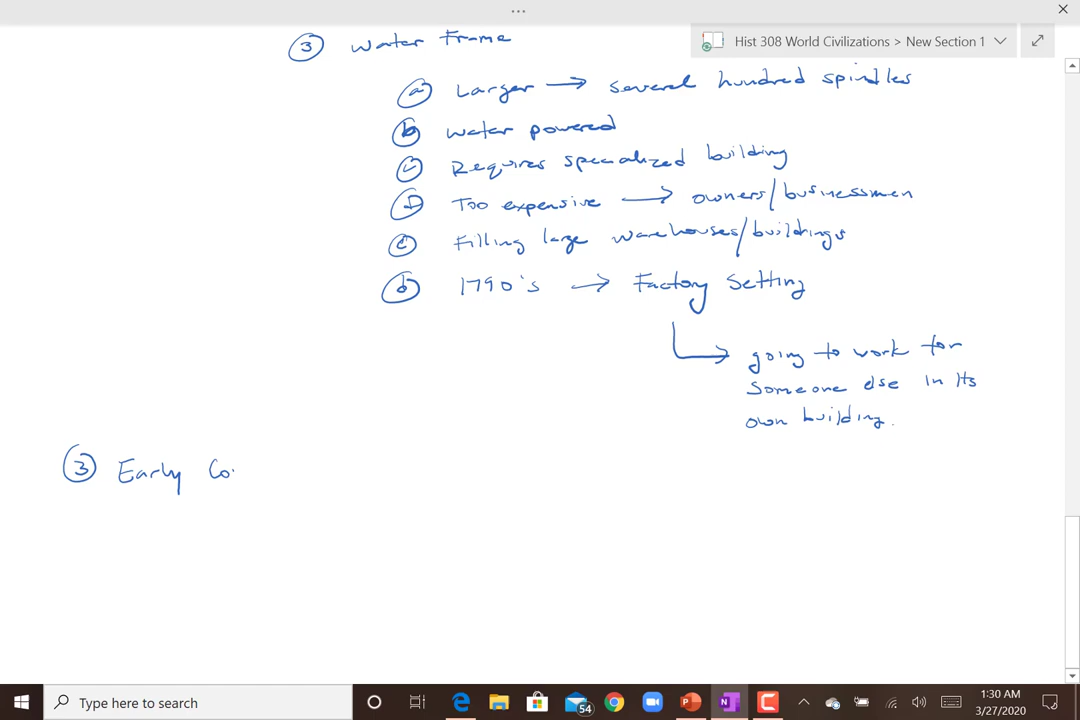 Hist 308 World Civilizations > New Section 1
③ Water Frame
ⓐ Larger → several hundred spindles
ⓑ Water powered
ⓒ Requires specialized building
ⓓ Too expensive → owners/businessmen
ⓔ Filling large warehouses/buildings
1790's → Factory Setting
going to work for
someone else in its
own building.
③ Early Co
Type here to search
54
1:30 AM
3/27/2020